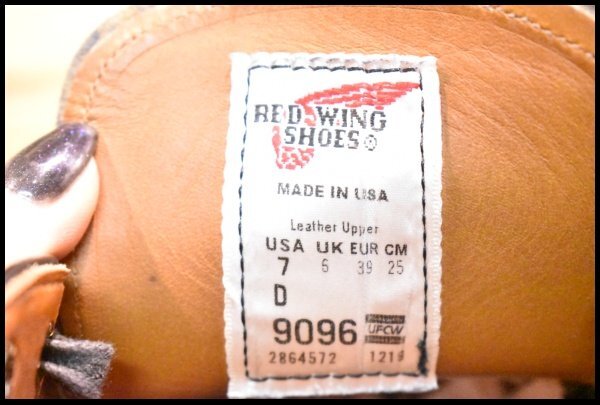 RED WING
SHOES®
MADE IN USA
Leather Upper
USA UK EUR CM
7 6 39 25
D
9096 UFCW
2864572